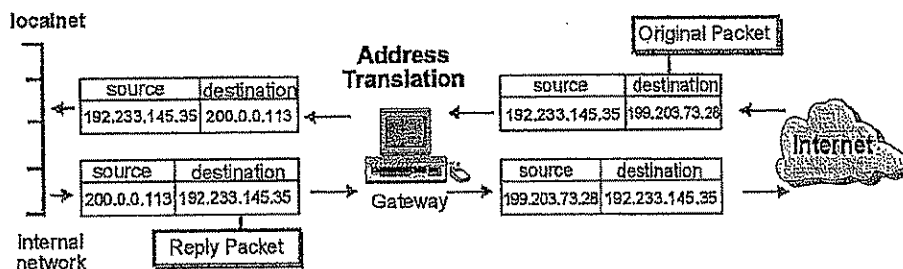 localnet
Original Packet
Address
Translation
source destination
192.233.145.35 200.0.0.113
source destination
192.233.145.35 199.203.73.28
Internet
source destination
200.0.0.113 192.233.145.35
Gateway
source destination
199.203.73.28 192.233.145.35
Internal
network
Reply Packet